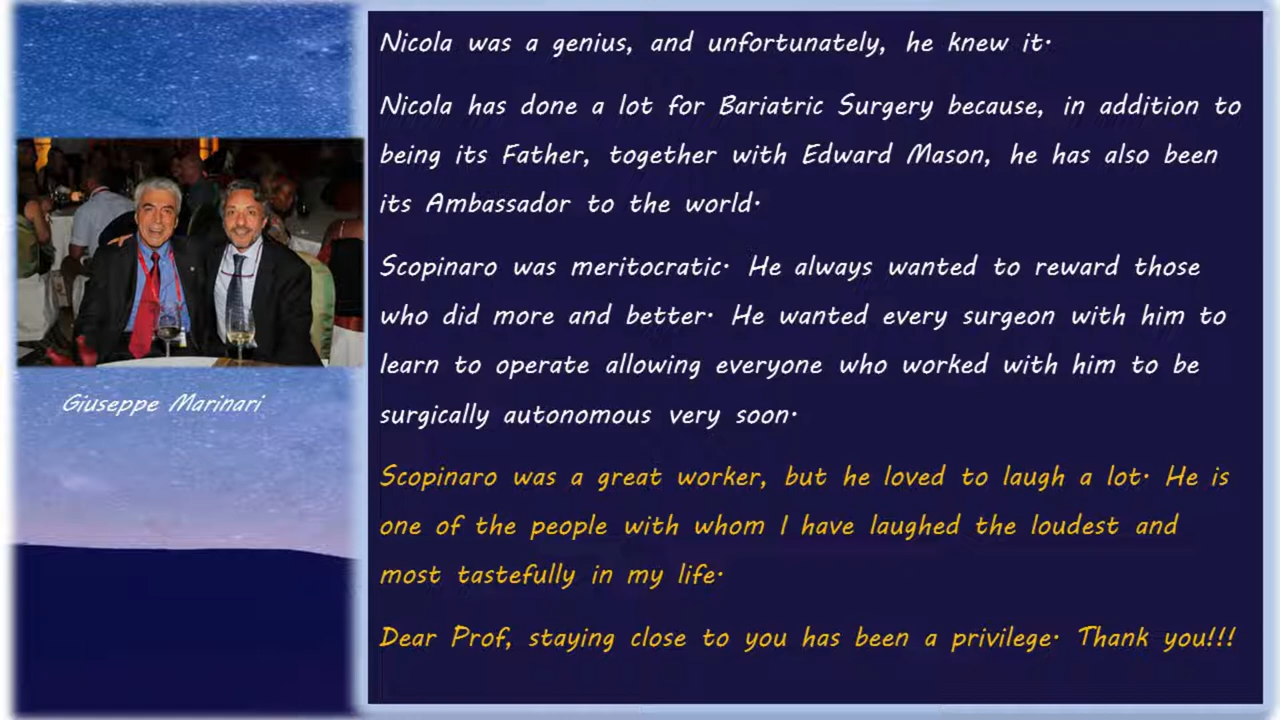 Nicola was a genius, and unfortunately, he knew it.
Nicola has done a lot for Bariatric Surgery because, in addition to
being its Father, together with Edward Mason, he has also been
its Ambassador to the world.
Scopinaro was meritocratic. He always wanted to reward those
who did more and better. He wanted every surgeon with him to
learn to operate allowing everyone who worked with him to be
surgically autonomous very soon.
Scopinaro was a great worker, but he loved to laugh a lot. He is
one of the people with whom I have laughed the loudest and
most tastefully in my life.
Dear Prof, staying close to you has been a privilege. Thank you!!!
Giuseppe Marinari